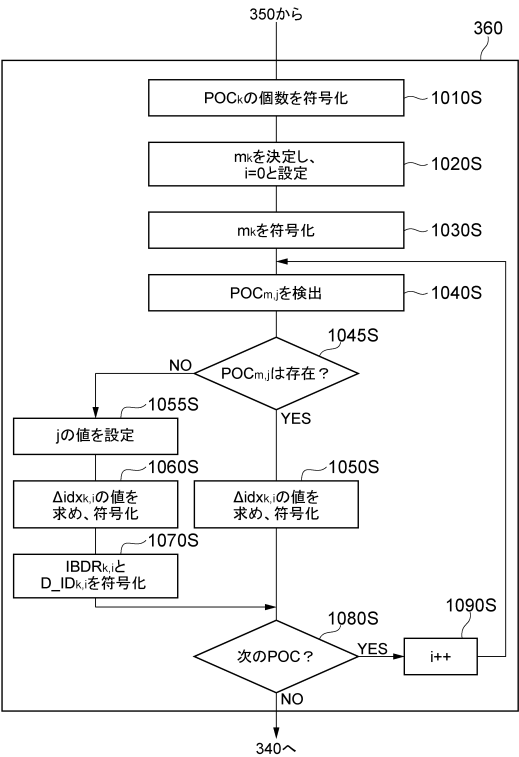 350から
360
POCkの個数を符号化
1010S
mkを決定し、
i=0と設定
1020S
mkを符号化
1030S
POCm,jを検出
1040S
1045S
POCm,jは存在？
NO
YES
1055S
jの値を設定
1060S
Δidxk,iの値を
求め、符号化
1050S
Δidxk,iの値を
求め、符号化
1070S
IBDRk,iと
D_IDk,iを符号化
1080S
次のPOC？
YES
1090S
i++
NO
340へ